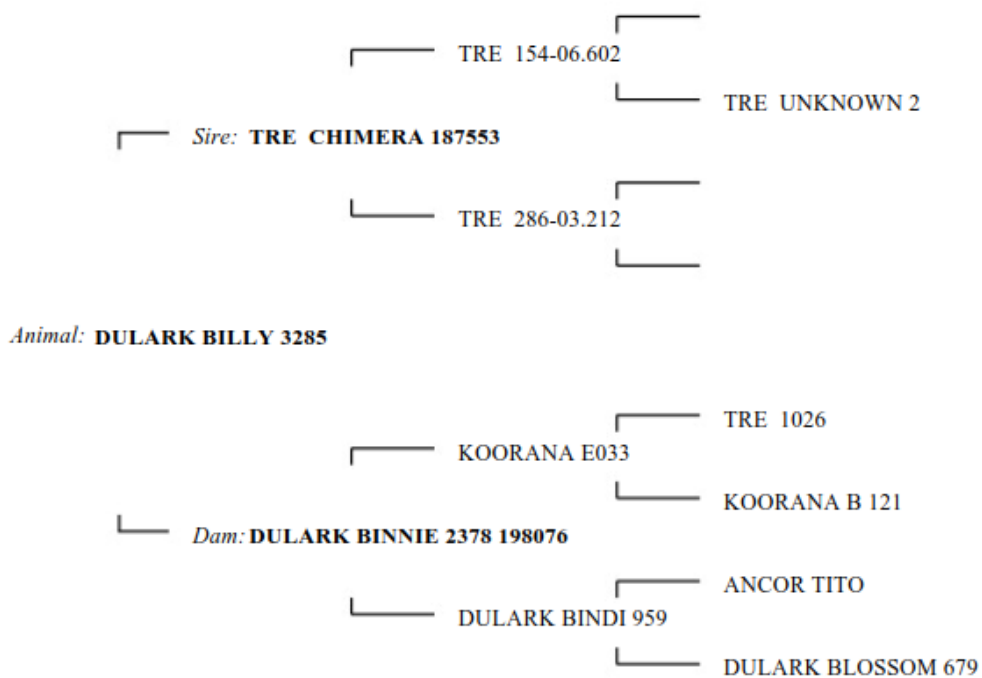 TRE 154-06.602
TRE UNKNOWN 2
Sire: TRE CHIMERA 187553
TRE 286-03.212
Animal: DULARK BILLY 3285
TRE 1026
KOORANA E033
KOORANA B 121
Dam: DULARK BINNIE 2378 198076
ANCOR TITO
DULARK BINDI 959
DULARK BLOSSOM 679